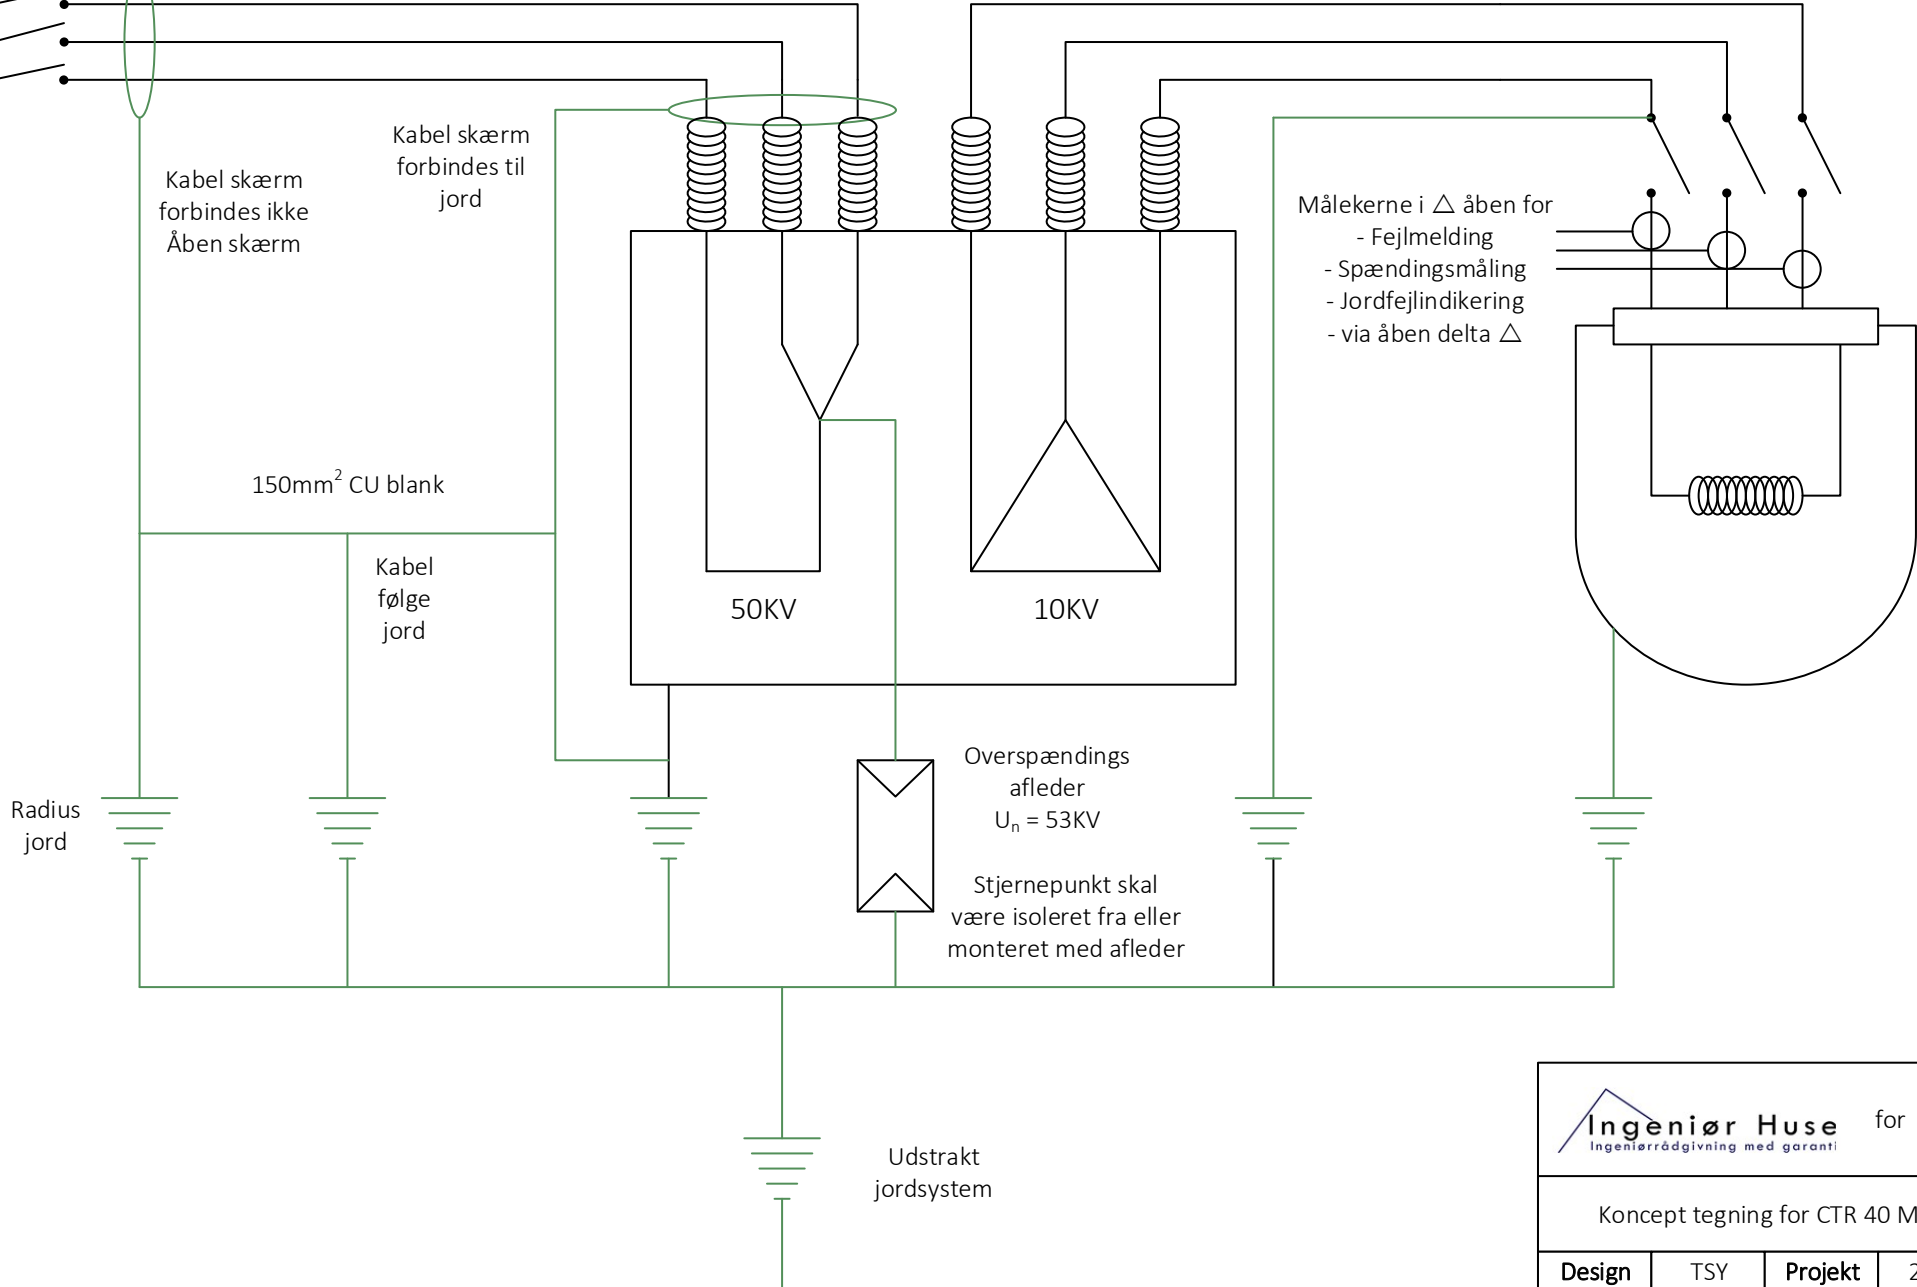 Kabel skærm
forbindes til
jord
Kabel skærm
forbindes ikke
Åben skærm
Målekerne i △ åben for
- Fejlmelding
- Spændingsmåling
- Jordfejlindikering
- via åben delta △
150mm² CU blank
Kabel
følge
jord
50KV
10KV
Overspændings
afleder
Uₙ = 53KV
Radius
jord
Stjernepunkt skal
være isoleret fra eller
monteret med afleder
Udstrakt
jordsystem
Ingeniør Huse for
Ingeniørrådgivning med garanti
Koncept tegning for CTR 40 M
Design TSY Projekt 2